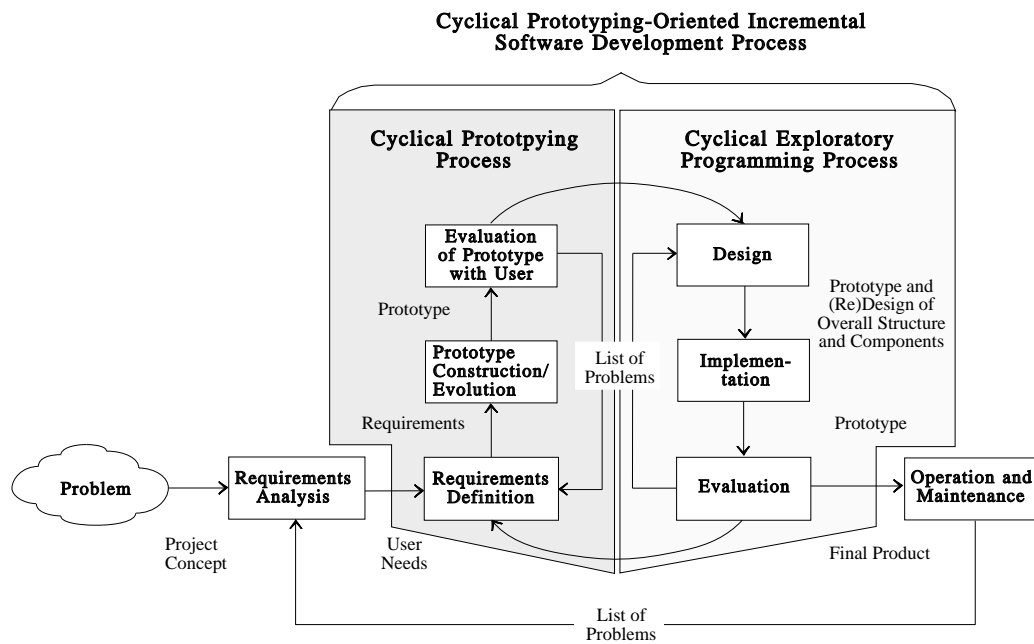 Cyclical Prototyping-Oriented Incremental
Software Development Process
Cyclical Prototpying
Process
Cyclical Exploratory
Programming Process
Evaluation
of Prototype
with User
Design
Prototype
Prototype and
(Re)Design of
Overall Structure
and Components
Prototype
Construction/
Evolution
List of
Problems
Implemen-
tation
Requirements
Prototype
Problem
Requirements
Analysis
Requirements
Definition
Evaluation
Operation and
Maintenance
Project
Concept
User
Needs
Final Product
List of
Problems